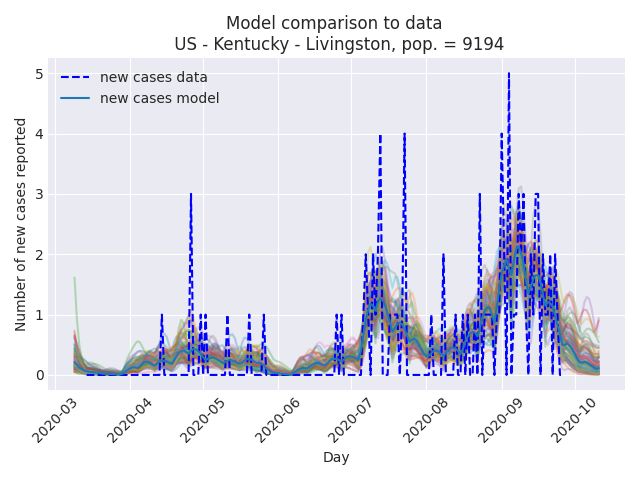 Model comparison to data
US - Kentucky - Livingston, pop. = 9194
new cases data
new cases model
Number of new cases reported
5
4
3
2
1
0
2020-03
2020-04
2020-05
2020-06
2020-07
2020-08
2020-09
2020-10
Day